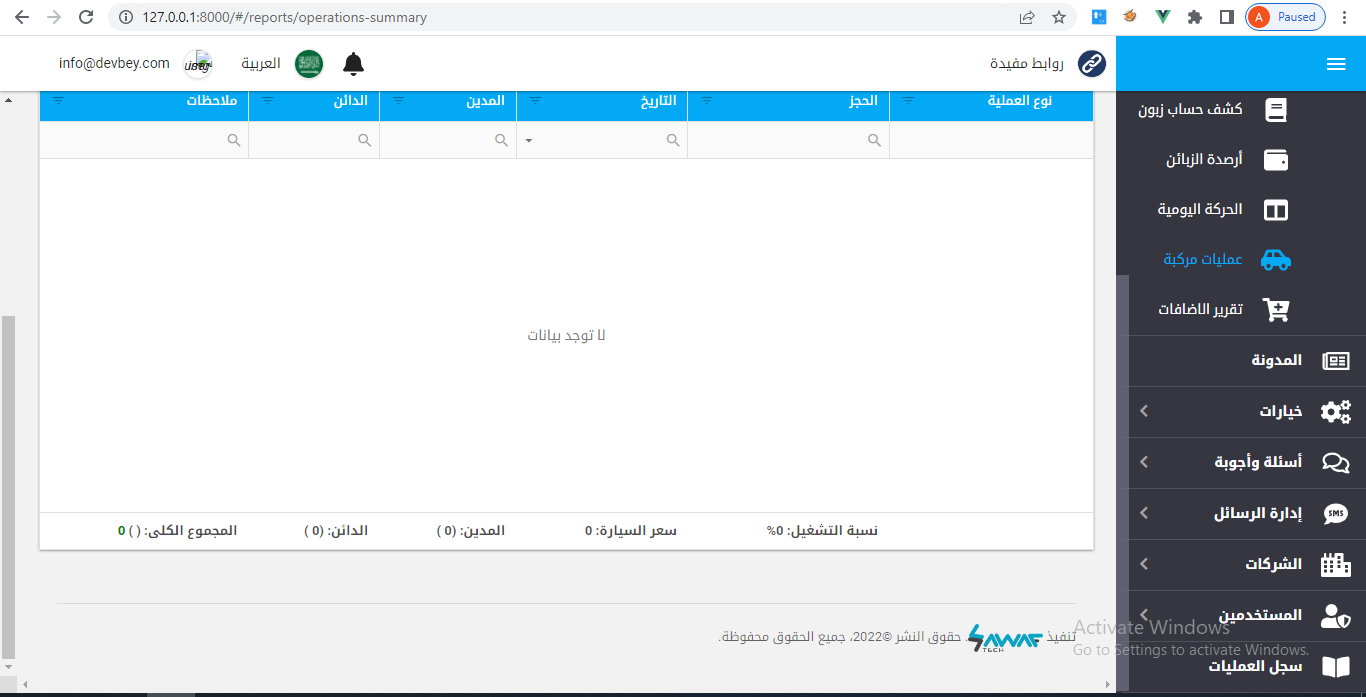 127.0.0.1:8000/#/reports/operations-summary
A Paused
روابط مفيدة
العربية
info@devbey.com
كشف حساب زبون
أرصدة الزبائن
الحركة اليومية
عمليات مركبة
تقرير الاضافات
المدونة
خيارات
أسئلة وأجوبة
SMS إدارة الرسائل
الشركات
المستخدمين
سجل العمليات
نوع العملية الحجز التاريخ المدين الدائن ملاحظات
لا توجد بيانات
نسبة التشغيل: 0% سعر السيارة: 0 المدين: (0 ) الدائن: (0 ) المجموع الكلى: ( ) 0
تنفيذ SAWAF TECH. حقوق النشر ©2022، جميع الحقوق محفوظة.
Activate Windows
Go to Settings to activate Windows.